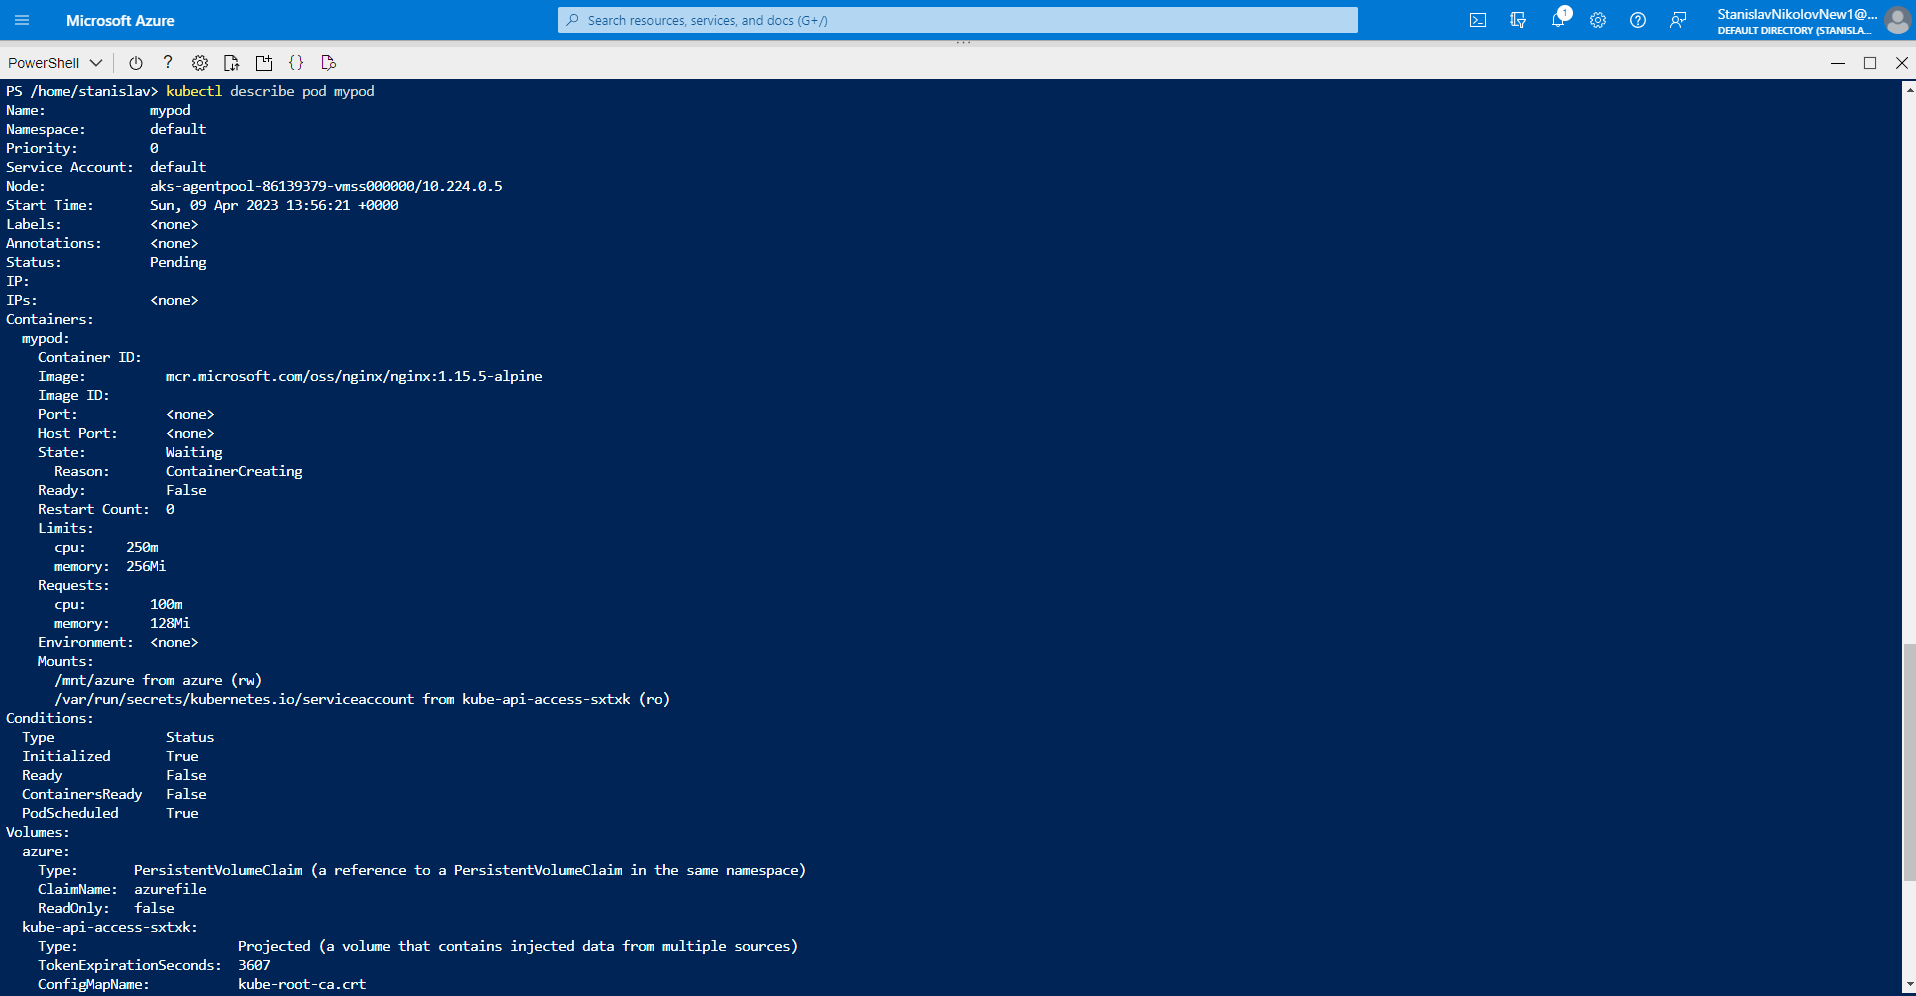 Microsoft Azure
Search resources, services, and docs (G+/)
1
StanislavNikolovNew1@...
DEFAULT DIRECTORY (STANISLA...
PowerShell
PS /home/stanislav> kubectl describe pod mypod
Name: mypod
Namespace: default
Priority: 0
Service Account: default
Node: aks-agentpool-86139379-vmss000000/10.224.0.5
Start Time: Sun, 09 Apr 2023 13:56:21 +0000
Labels: <none>
Annotations: <none>
Status: Pending
IP:
IPs: <none>
Containers:
mypod:
Container ID:
Image: mcr.microsoft.com/oss/nginx/nginx:1.15.5-alpine
Image ID:
Port: <none>
Host Port: <none>
State: Waiting
Reason: ContainerCreating
Ready: False
Restart Count: 0
Limits:
cpu: 250m
memory: 256Mi
Requests:
cpu: 100m
memory: 128Mi
Environment: <none>
Mounts:
/mnt/azure from azure (rw)
/var/run/secrets/kubernetes.io/serviceaccount from kube-api-access-sxtxk (ro)
Conditions:
Type Status
Initialized True
Ready False
ContainersReady False
PodScheduled True
Volumes:
azure:
Type: PersistentVolumeClaim (a reference to a PersistentVolumeClaim in the same namespace)
ClaimName: azurefile
ReadOnly: false
kube-api-access-sxtxk:
Type: Projected (a volume that contains injected data from multiple sources)
TokenExpirationSeconds: 3607
ConfigMapName: kube-root-ca.crt